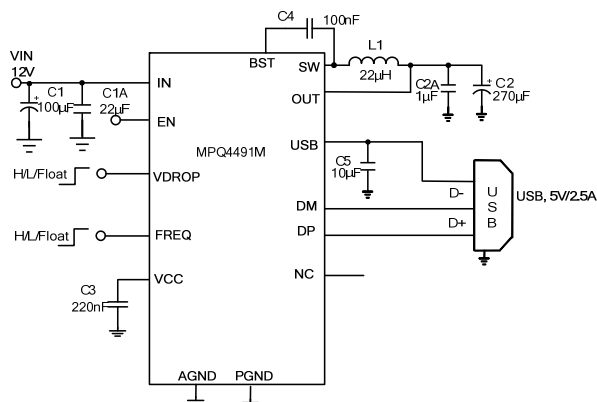 C4
100nF
BST
SW
L1
22µH
VIN
12V
C1
100µF
C1A
22µF
IN
OUT
C2A
1µF
C2
270µF
EN
MPQ4491M
USB
C5
10µF
H/L/Float
VDROP
D-
USB
USB, 5V/2.5A
DM
D+
H/L/Float
FREQ
DP
VCC
NC
C3
220nF
AGND
PGND